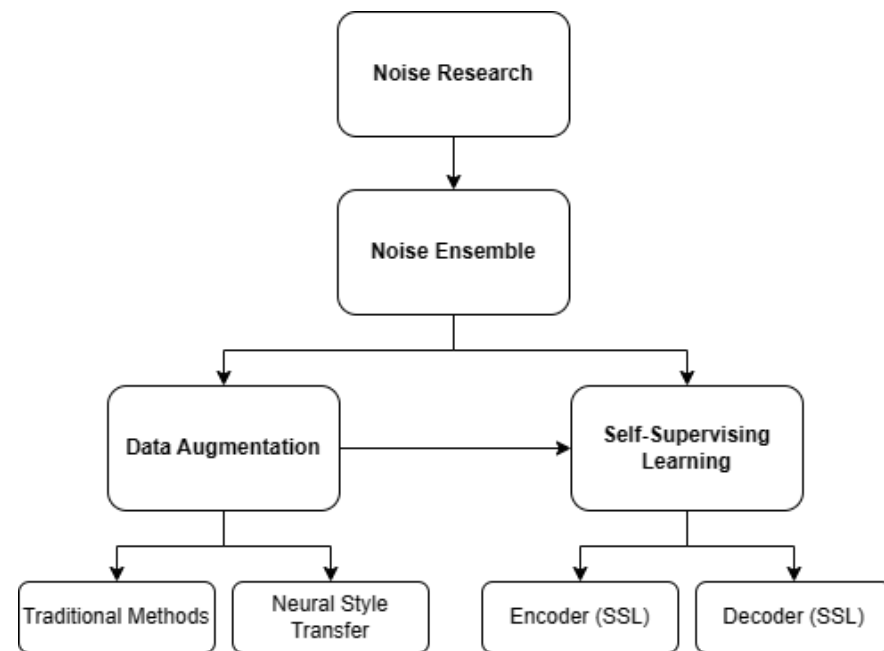 Noise Research
Noise Ensemble
Data Augmentation
Self-Supervising
Learning
Traditional Methods
Neural Style
Transfer
Encoder (SSL)
Decoder (SSL)